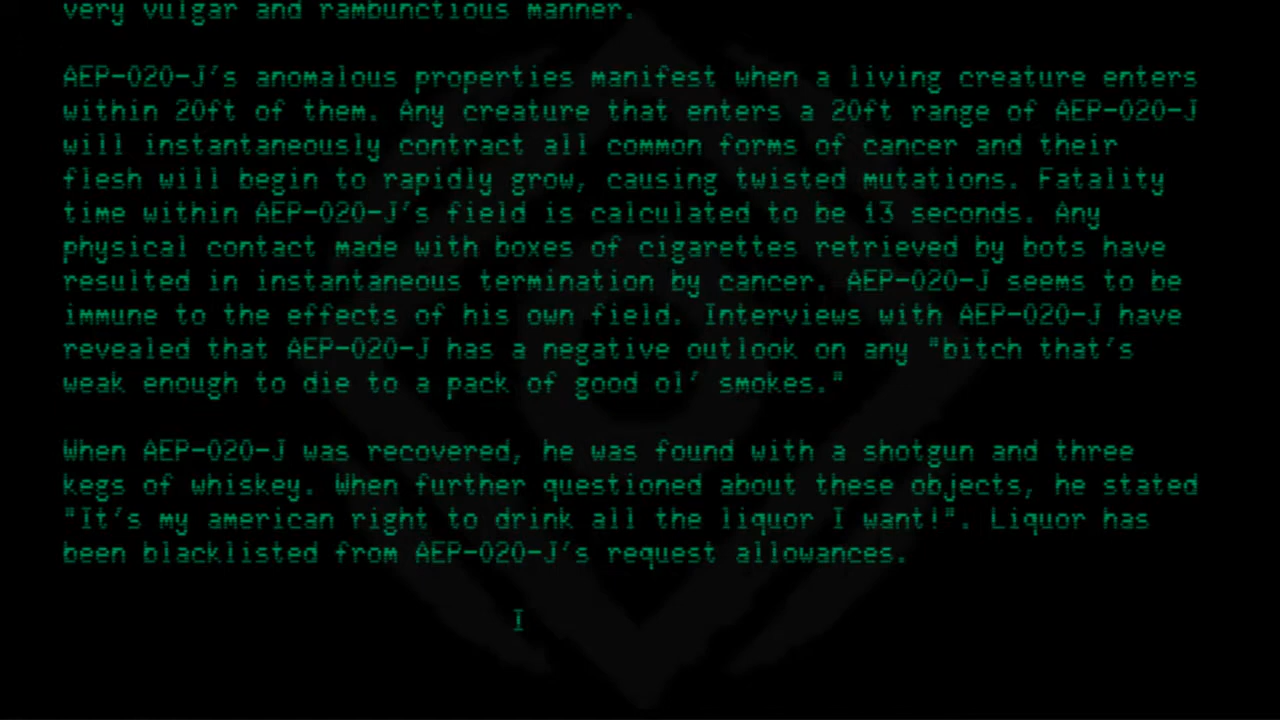 very vulgar and rambunctious manner.
AEP-020-J's anomalous properties manifest when a living creature enters
within 20ft of them. Any creature that enters a 20ft range of AEP-020-J
will instantaneously contract all common forms of cancer and their
flesh will begin to rapidly grow, causing twisted mutations. Fatality
time within AEP-020-J's field is calculated to be 13 seconds. Any
physical contact made with boxes of cigarettes retrieved by bots have
resulted in instantaneous termination by cancer. AEP-020-J seems to be
immune to the effects of his own field. Interviews with AEP-020-J have
revealed that AEP-020-J has a negative outlook on any "bitch that's
weak enough to die to a pack of good ol' smokes."
When AEP-020-J was recovered, he was found with a shotgun and three
kegs of whiskey. When further questioned about these objects, he stated
"It's my american right to drink all the liquor I want!". Liquor has
been blacklisted from AEP-020-J's request allowances.